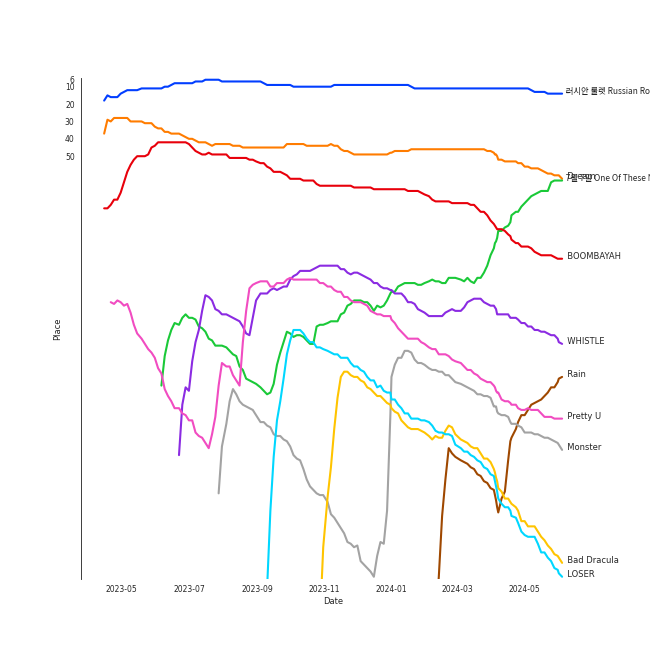 6
10
20
30
40
50
Place
러시안 룰렛 Russian Ro
One Of These N
BOOMBAYAH
WHISTLE
Rain
Pretty U
Monster
Bad Dracula
LOSER
2023-05
2023-07
2023-09
2023-11
2024-01
2024-03
2024-05
Date